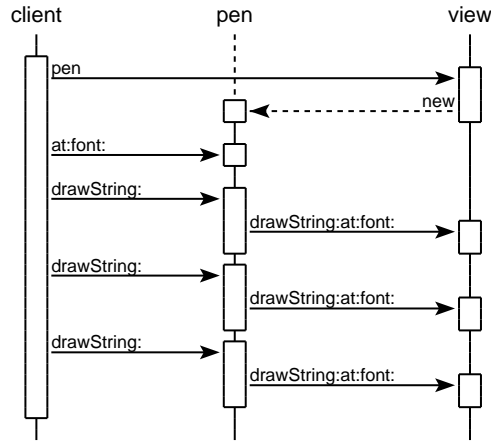 client pen view
pen
new
at:font:
drawString:
drawString:at:font:
drawString:
drawString:at:font:
drawString:
drawString:at:font: